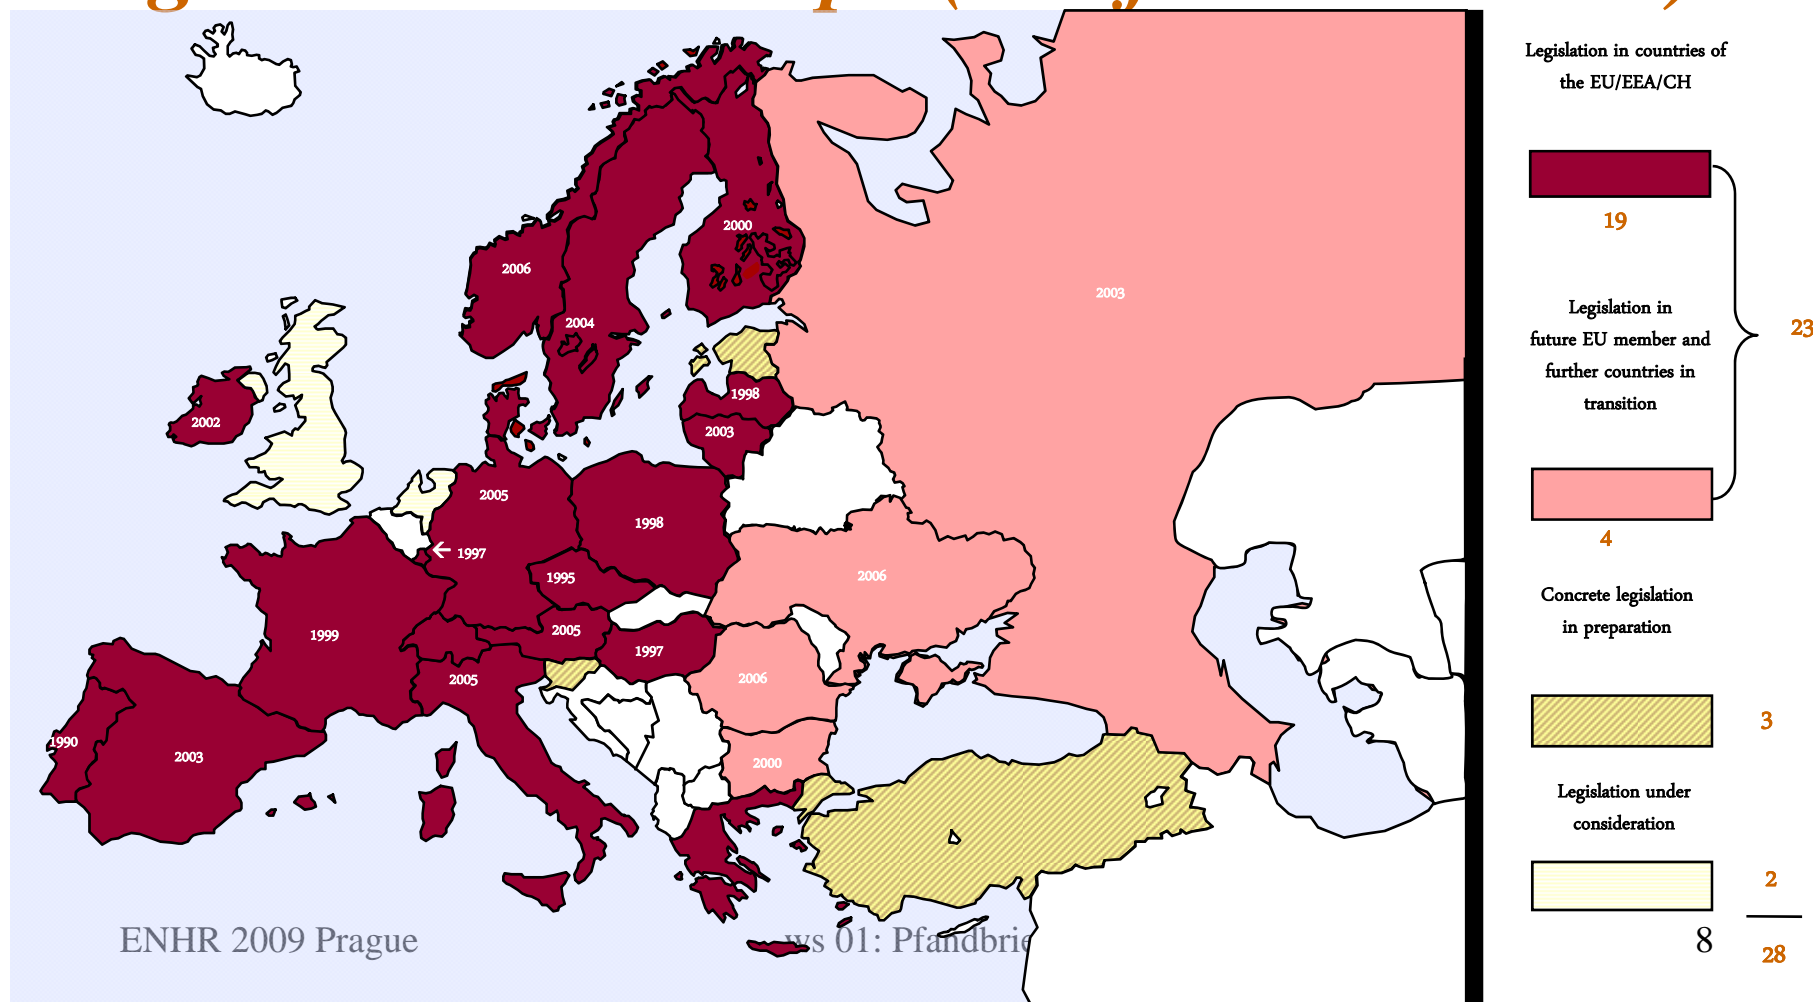 2000
2006
2003
2004
1998
2002
2003
2005
1998
← 1997
2006
1995
2005
1999
1997
2005
2006
1990
2003
2000
ENHR 2009 Prague
ws 01:
8
Legislation in countries of
the EU/EEA/CH
19
Legislation in
future EU member and
further countries in
transition
23
4
Concrete legislation
in preparation
3
Legislation under
consideration
2
28